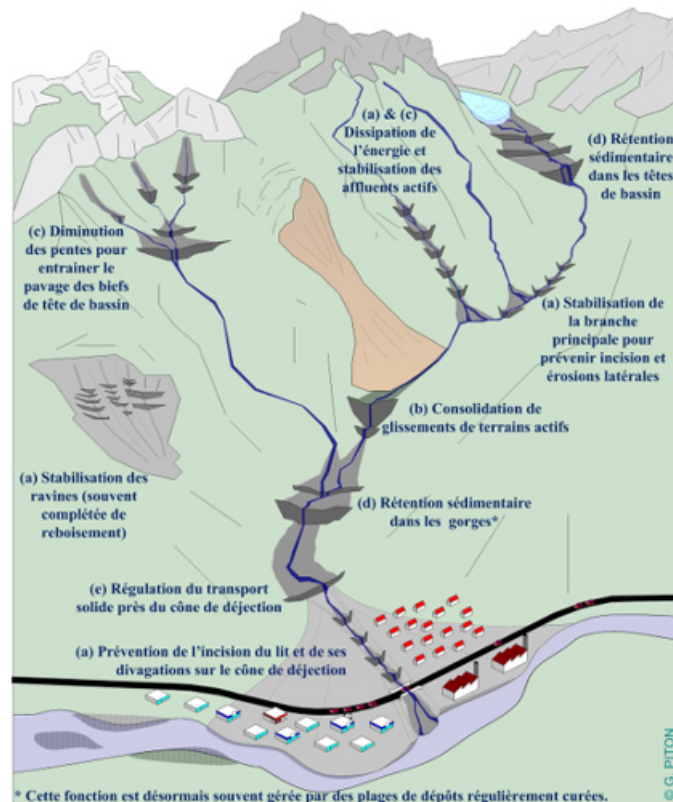 (a) & (c)
Dissipation de
l'énergie et
stabilisation des
affluents actifs
(d) Rétention
sédimentaire
dans les têtes
de bassin
(c) Diminution
des pentes pour
entrainer le
pavage des biefs
de tête de bassin
(a) Stabilisation de
la branche
principale pour
prévenir incision et
érosions latérales
(b) Consolidation de
glissements de terrains actifs
(a) Stabilisation des
ravines (souvent
complétée de
reboisement)
(d) Rétention sédimentaire
dans les gorges*
(e) Régulation du transport
solide près du cône de déjection
(a) Prévention de l'incision du lit et de ses
divagations sur le cône de déjection
© G. PITON
* Cette fonction est désormais souvent gérée par des plages de dépôts régulièrement curées.